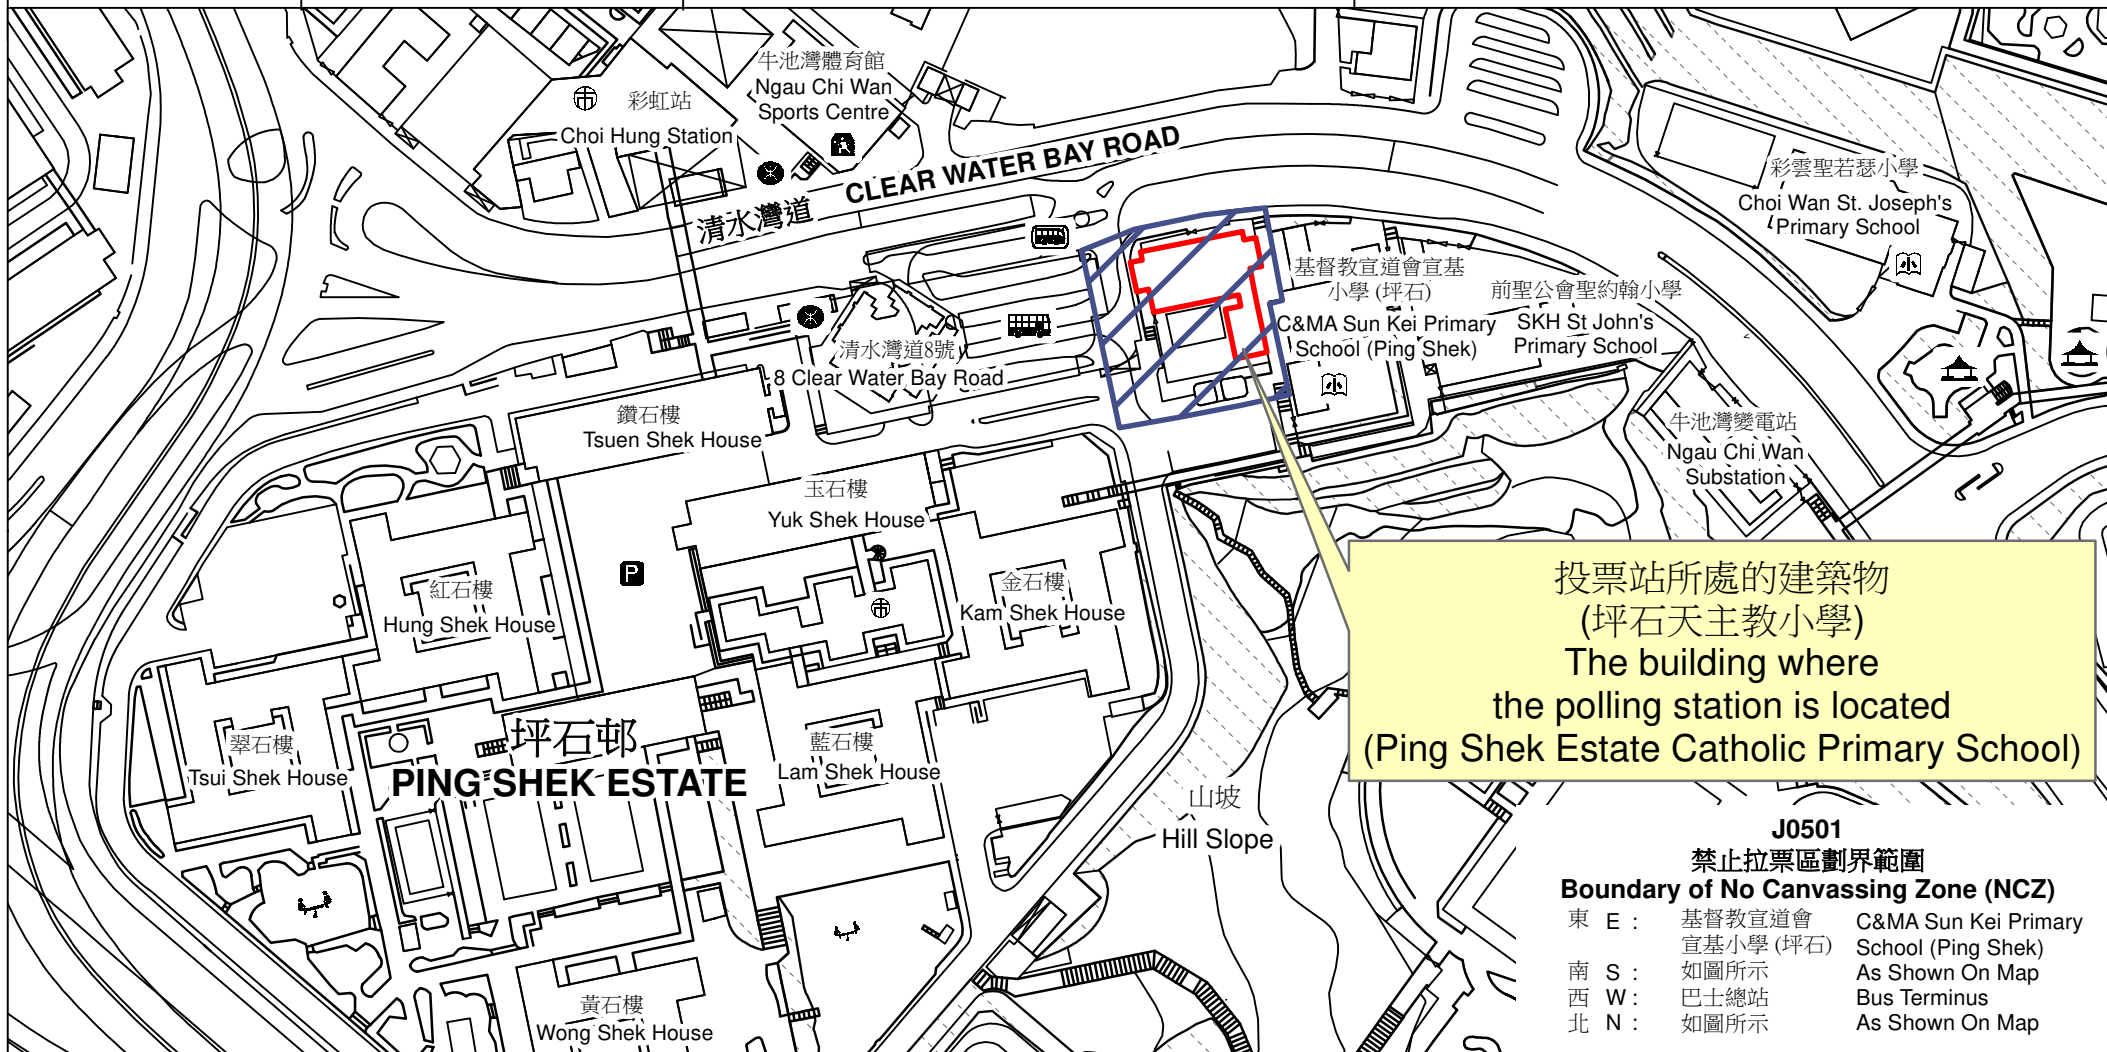 牛池灣體育館
Ngau Chi Wan
Sports Centre
彩虹站
Choi Hung Station
CLEAR WATER BAY ROAD
清水灣道
彩雲聖若瑟小學
Choi Wan St. Joseph's
Primary School
基督教宣道會宣基
小學 (坪石)
C&MA Sun Kei Primary
School (Ping Shek)
前聖公會聖約翰小學
SKH St John's
Primary School
清水灣道8號
8 Clear Water Bay Road
鑽石樓
Tsuen Shek House
牛池灣變電站
Ngau Chi Wan
Substation
玉石樓
Yuk Shek House
P
紅石樓
Hung Shek House
金石樓
Kam Shek House
市
市
投票站所處的建築物
(坪石天主教小學)
The building where
the polling station is located
(Ping Shek Estate Catholic Primary School)
翠石樓
Tsui Shek House
坪石邨
PING SHEK ESTATE
藍石樓
Lam Shek House
山坡
Hill Slope
黃石樓
Wong Shek House
J0501
禁止拉票區劃界範圍
Boundary of No Canvassing Zone (NCZ)
東 E : 基督教宣道會 C&MA Sun Kei Primary
宣基小學 (坪石) School (Ping Shek)
南 S : 如圖所示 As Shown On Map
西 W : 巴士總站 Bus Terminus
北 N : 如圖所示 As Shown On Map